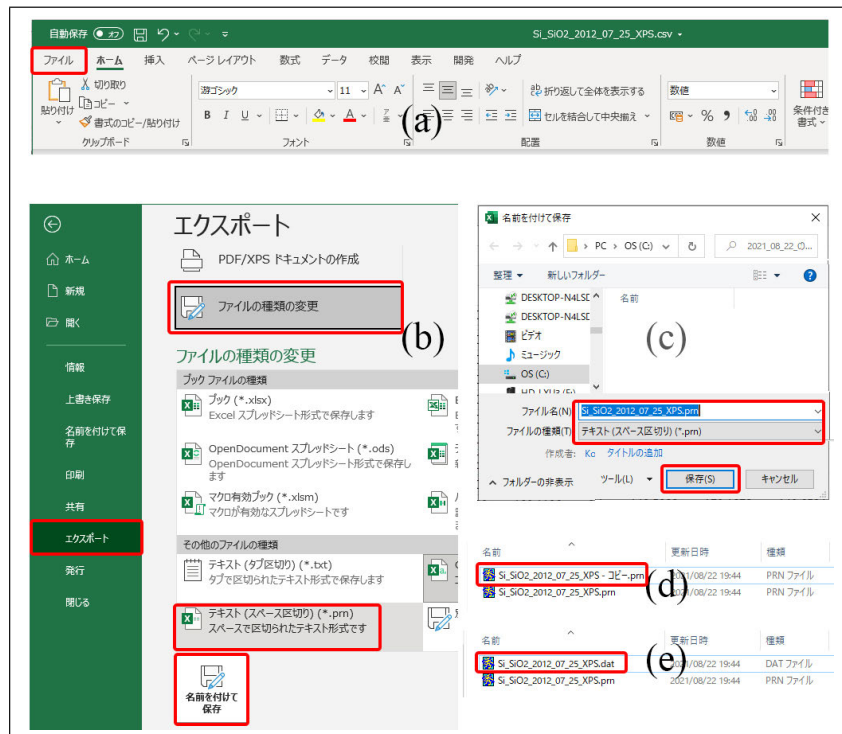 自動保存 オフ
Si_SiO2_2012_07_25_XPS.csv
ファイル ホーム 挿入 ページ レイアウト 数式 データ 校閲 表示 開発 ヘルプ
切り取り
コピー
書式のコピー/貼り付け
貼り付け
クリップボード
游ゴシック 11 A^ A˅
B I U A
フォント
(a)
折り返して全体を表示する
セルを結合して中央揃え
配置
数値
% 9
数値
条件付き
書式
ホーム
新規
開く
情報
上書き保存
名前を付けて保
存
印刷
共有
エクスポート
発行
閉じる
エクスポート
PDF/XPS ドキュメントの作成
ファイルの種類の変更
(b)
ファイルの種類の変更
ブック ファイルの種類
ブック (*.xlsx)
Excel スプレッドシート形式で保存します
OpenDocument スプレッドシート (*.ods)
OpenDocument スプレッドシート形式で保存し
ます
マクロ有効ブック (*.xlsm)
マクロが有効なスプレッドシートです
その他のファイルの種類
テキスト (タブ区切り) (*.txt)
タブで区切られたテキスト形式で保存します
テキスト (スペース区切り) (*.prn)
スペースで区切られたテキスト形式です
名前を付けて
保存
名前を付けて保存
PC > OS (C:)
2021_08_22_O...
整理 新しいフォルダー
DESKTOP-N4LSD
DESKTOP-N4LSD
ビデオ
ミュージック
OS (C:)
名前
(c)
ファイル名(N): Si_SiO2_2012_07_25_XPS.prn
ファイルの種類(T): テキスト (スペース区切り) (*.prn)
作成者: Ko タイトルの追加
フォルダーの非表示 ツール(L) 保存(S) キャンセル
名前 更新日時 種類
Si_SiO2_2012_07_25_XPS - コピー.prn 2021/08/22 19:44 PRN ファイル
Si_SiO2_2012_07_25_XPS.prn 2021/08/22 19:44 PRN ファイル
(d)
名前 更新日時 種類
Si_SiO2_2012_07_25_XPS.dat 2021/08/22 19:44 DAT ファイル
Si_SiO2_2012_07_25_XPS.prn 2021/08/22 19:44 PRN ファイル
(e)